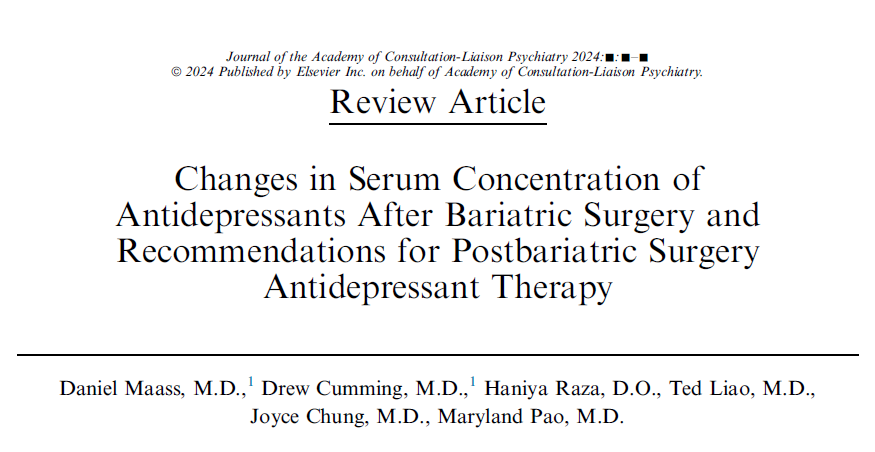 Journal of the Academy of Consultation-Liaison Psychiatry 2024:■:■–■
© 2024 Published by Elsevier Inc. on behalf of Academy of Consultation-Liaison Psychiatry.
Review Article
Changes in Serum Concentration of
Antidepressants After Bariatric Surgery and
Recommendations for Postbariatric Surgery
Antidepressant Therapy
Daniel Maass, M.D.,¹ Drew Cumming, M.D.,¹ Haniya Raza, D.O., Ted Liao, M.D.,
Joyce Chung, M.D., Maryland Pao, M.D.